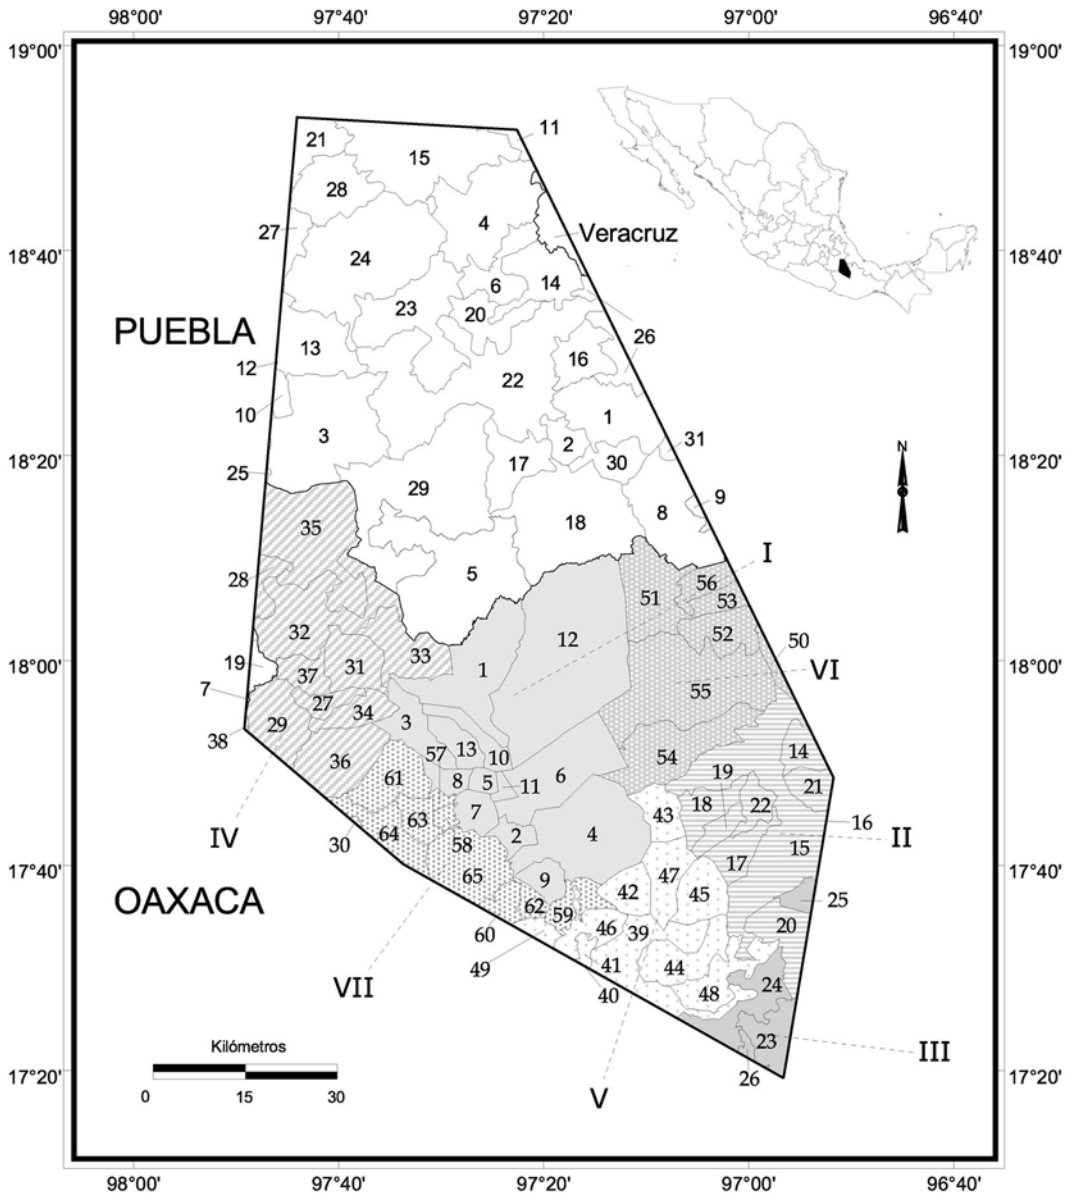 98°00' 97°40' 97°20' 97°00' 96°40'
19°00' 19°00'
11
21
15
28
4
27 Veracruz
18°40' 24 18°40'
6 14
23 20
PUEBLA 26
13 16
12
22
10 1
3 2 31
18°20' 25 17 30 18°20'
N
29 9
18 8
35 I
5
28 56
51 53
32 12 52 50
33
18°00' 19 37 31 1 VI 18°00'
7 27 55
34
29 3
38 57 13 10 54 14
36 19
61 8 5 11 6 21
18 22
7 43 16
IV 63 2 4 II
64 58 15
30 17
17°40' 47 17°40'
65 9 42 45
OAXACA 62 59 25
60 46 39 20
49 41 44
VII 40 48 24
Kilómetros 23 III
17°20' 26 17°20'
0 15 30 V
98°00' 97°40' 97°20' 97°00' 96°40'